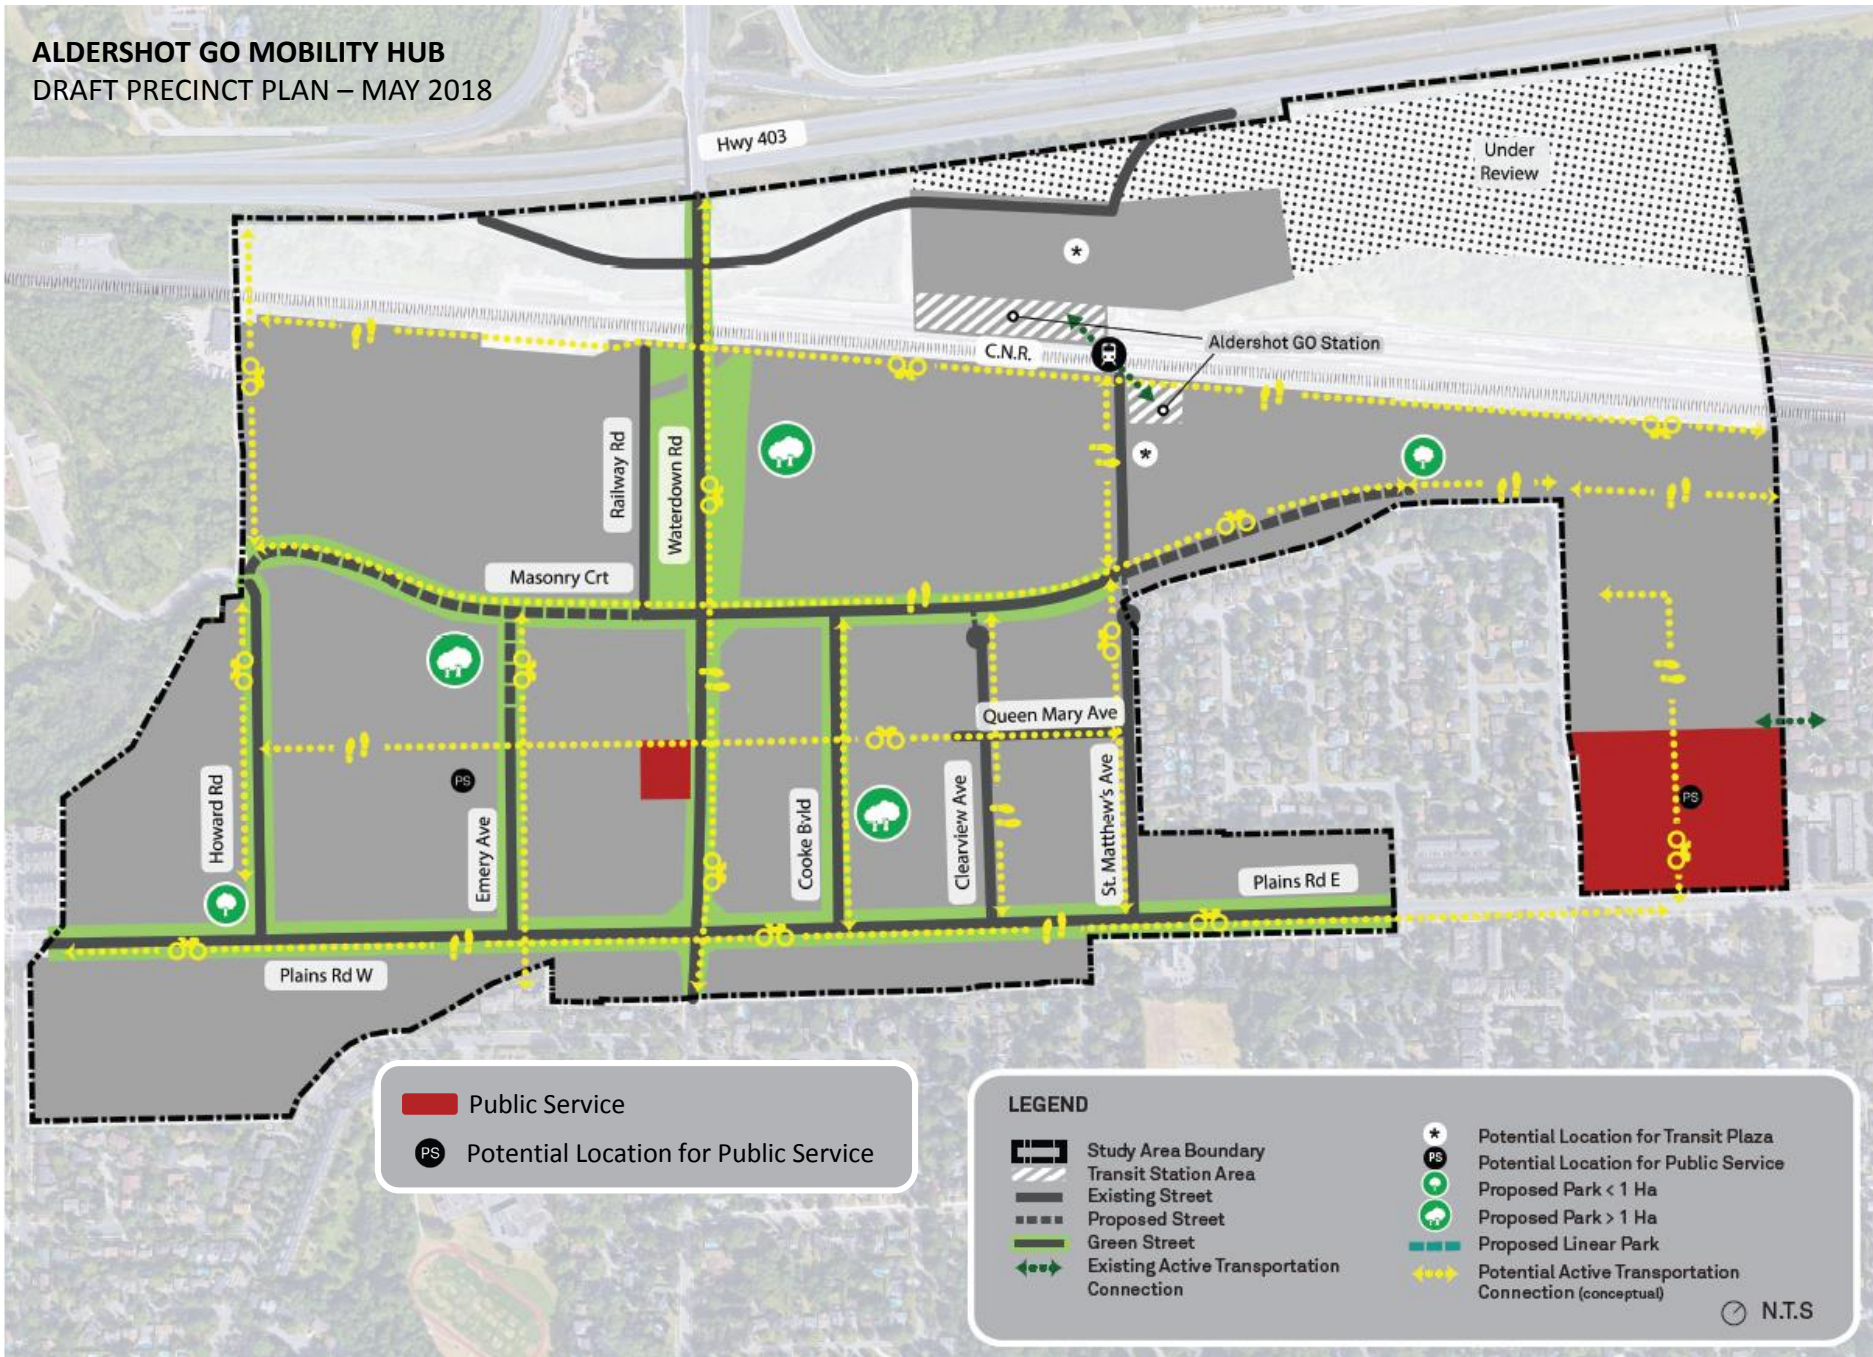 ALDERSHOT GO MOBILITY HUB
DRAFT PRECINCT PLAN – MAY 2018
Hwy 403
Under
Review
*
Aldershot GO Station
C.N.R.
*
Railway Rd
Waterdown Rd
Masonry Crt
Queen Mary Ave
PS
PS
Howard Rd
Emery Ave
Cooke Bvld
Clearview Ave
St. Matthew's Ave
Plains Rd E
Plains Rd W
Public Service
PS Potential Location for Public Service
LEGEND
Study Area Boundary
Transit Station Area
Existing Street
Proposed Street
Green Street
Existing Active Transportation
Connection
* Potential Location for Transit Plaza
PS Potential Location for Public Service
Proposed Park < 1 Ha
Proposed Park > 1 Ha
Proposed Linear Park
Potential Active Transportation
Connection (conceptual)
N.T.S